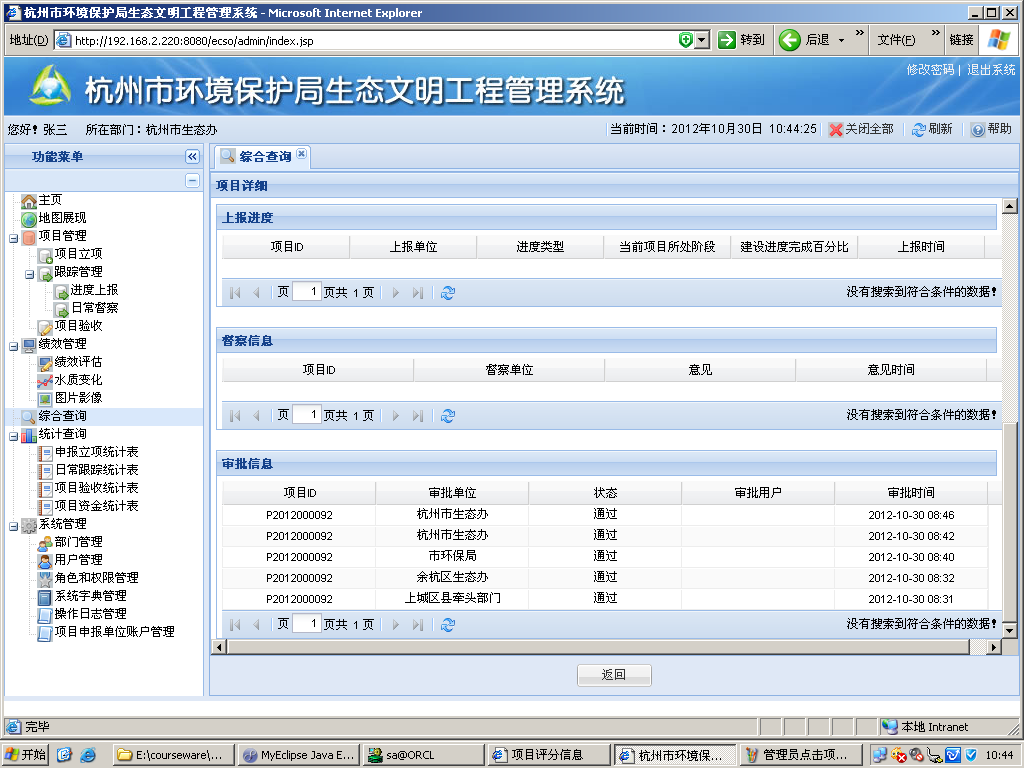 杭州市环境保护局生态文明工程管理系统 - Microsoft Internet Explorer
地址(D) http://192.168.2.220:8080/ecso/admin/index.jsp 转到 后退 » 文件(F) » 链接
修改密码 | 退出系统
杭州市环境保护局生态文明工程管理系统
您好! 张三 所在部门：杭州市生态办 当前时间：2012年10月30日 10:44:25 关闭全部 刷新 帮助
功能菜单 «
综合查询
项目详细
主页
地图展现
项目管理
项目立项
跟踪管理
进度上报
日常督察
项目验收
绩效管理
绩效评估
水质变化
图片影像
综合查询
统计查询
申报立项统计表
日常跟踪统计表
项目验收统计表
项目资金统计表
系统管理
部门管理
用户管理
角色和权限管理
系统字典管理
操作日志管理
项目申报单位账户管理
上报进度
项目ID 上报单位 进度类型 当前项目所处阶段 建设进度完成百分比 上报时间
页 1 页共 1 页 没有搜索到符合条件的数据!
督察信息
项目ID 督察单位 意见 意见时间
页 1 页共 1 页 没有搜索到符合条件的数据!
审批信息
项目ID 审批单位 状态 审批用户 审批时间
P2012000092 杭州市生态办 通过 2012-10-30 08:46
P2012000092 杭州市生态办 通过 2012-10-30 08:42
P2012000092 市环保局 通过 2012-10-30 08:40
P2012000092 余杭区生态办 通过 2012-10-30 08:32
P2012000092 上城区县牵头部门 通过 2012-10-30 08:31
页 1 页共 1 页 没有搜索到符合条件的数据!
返回
完毕 本地 Intranet
开始 E:\courseware\... MyEclipse Java E... sa@ORCL 项目评分信息 杭州市环境保... 管理员点击项... 10:44